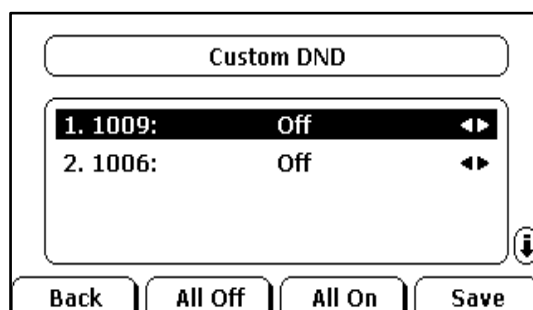 Custom DND
1. 1009: Off
2. 1006: Off
Back All Off All On Save